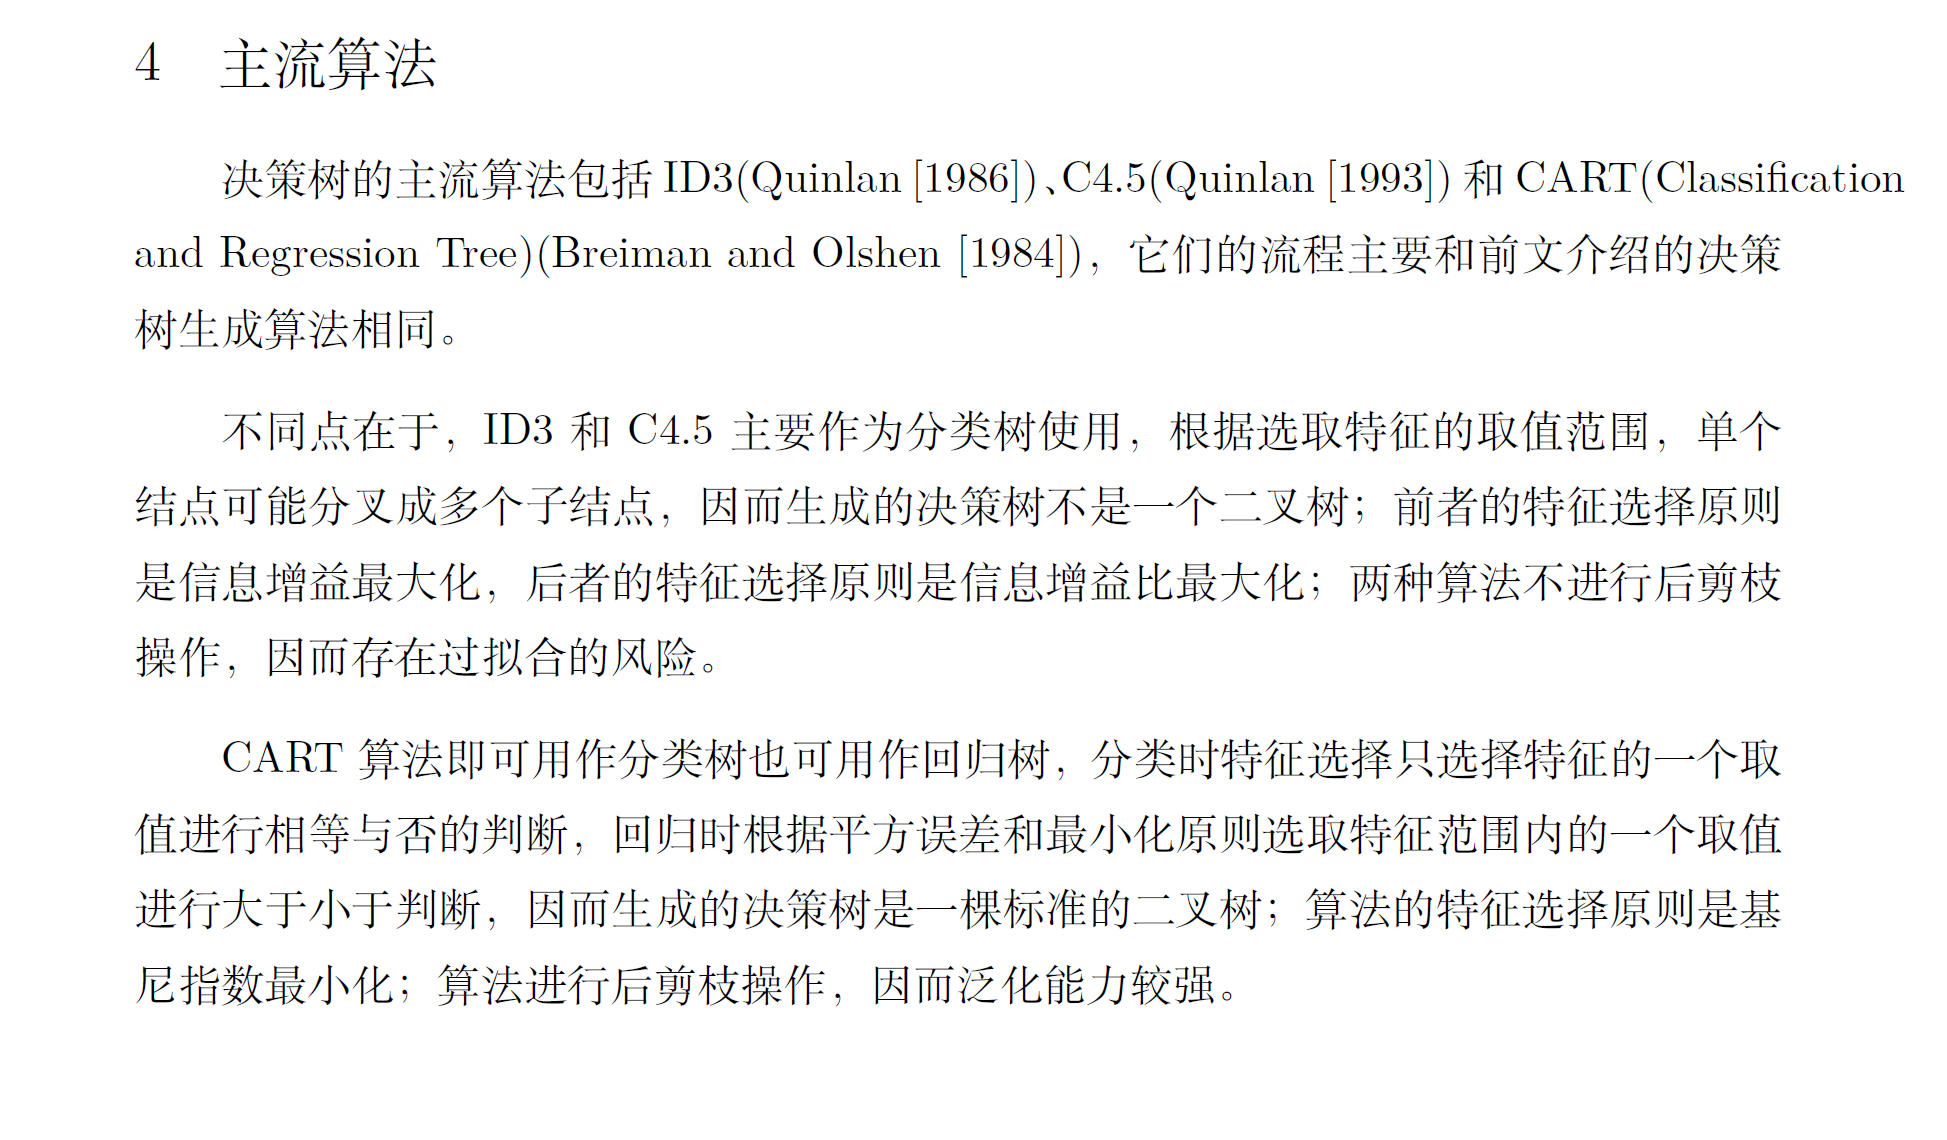 4 主流算法
决策树的主流算法包括 ID3(Quinlan [1986])、C4.5(Quinlan [1993]) 和 CART(Classification
and Regression Tree)(Breiman and Olshen [1984])，它们的流程主要和前文介绍的决策
树生成算法相同。
不同点在于，ID3 和 C4.5 主要作为分类树使用，根据选取特征的取值范围，单个
结点可能分叉成多个子结点，因而生成的决策树不是一个二叉树；前者的特征选择原则
是信息增益最大化，后者的特征选择原则是信息增益比最大化；两种算法不进行后剪枝
操作，因而存在过拟合的风险。
CART 算法即可用作分类树也可用作回归树，分类时特征选择只选择特征的一个取
值进行相等与否的判断，回归时根据平方误差和最小化原则选取特征范围内的一个取值
进行大于小于判断，因而生成的决策树是一棵标准的二叉树；算法的特征选择原则是基
尼指数最小化；算法进行后剪枝操作，因而泛化能力较强。